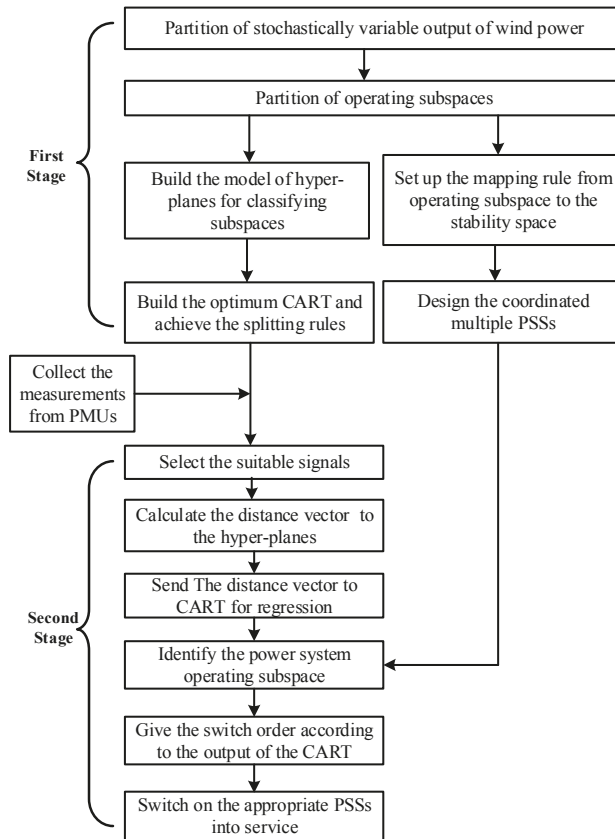 Partition of stochastically variable output of wind power
Partition of operating subspaces
First
Stage
Build the model of hyper-
planes for classifying
subspaces
Set up the mapping rule from
operating subspace to the
stability space
Build the optimum CART and
achieve the splitting rules
Design the coordinated
multiple PSSs
Collect the
measurements
from PMUs
Select the suitable signals
Calculate the distance vector to
the hyper-planes
Send The distance vector to
CART for regression
Second
Stage
Identify the power system
operating subspace
Give the switch order according
to the output of the CART
Switch on the appropriate PSSs
into service